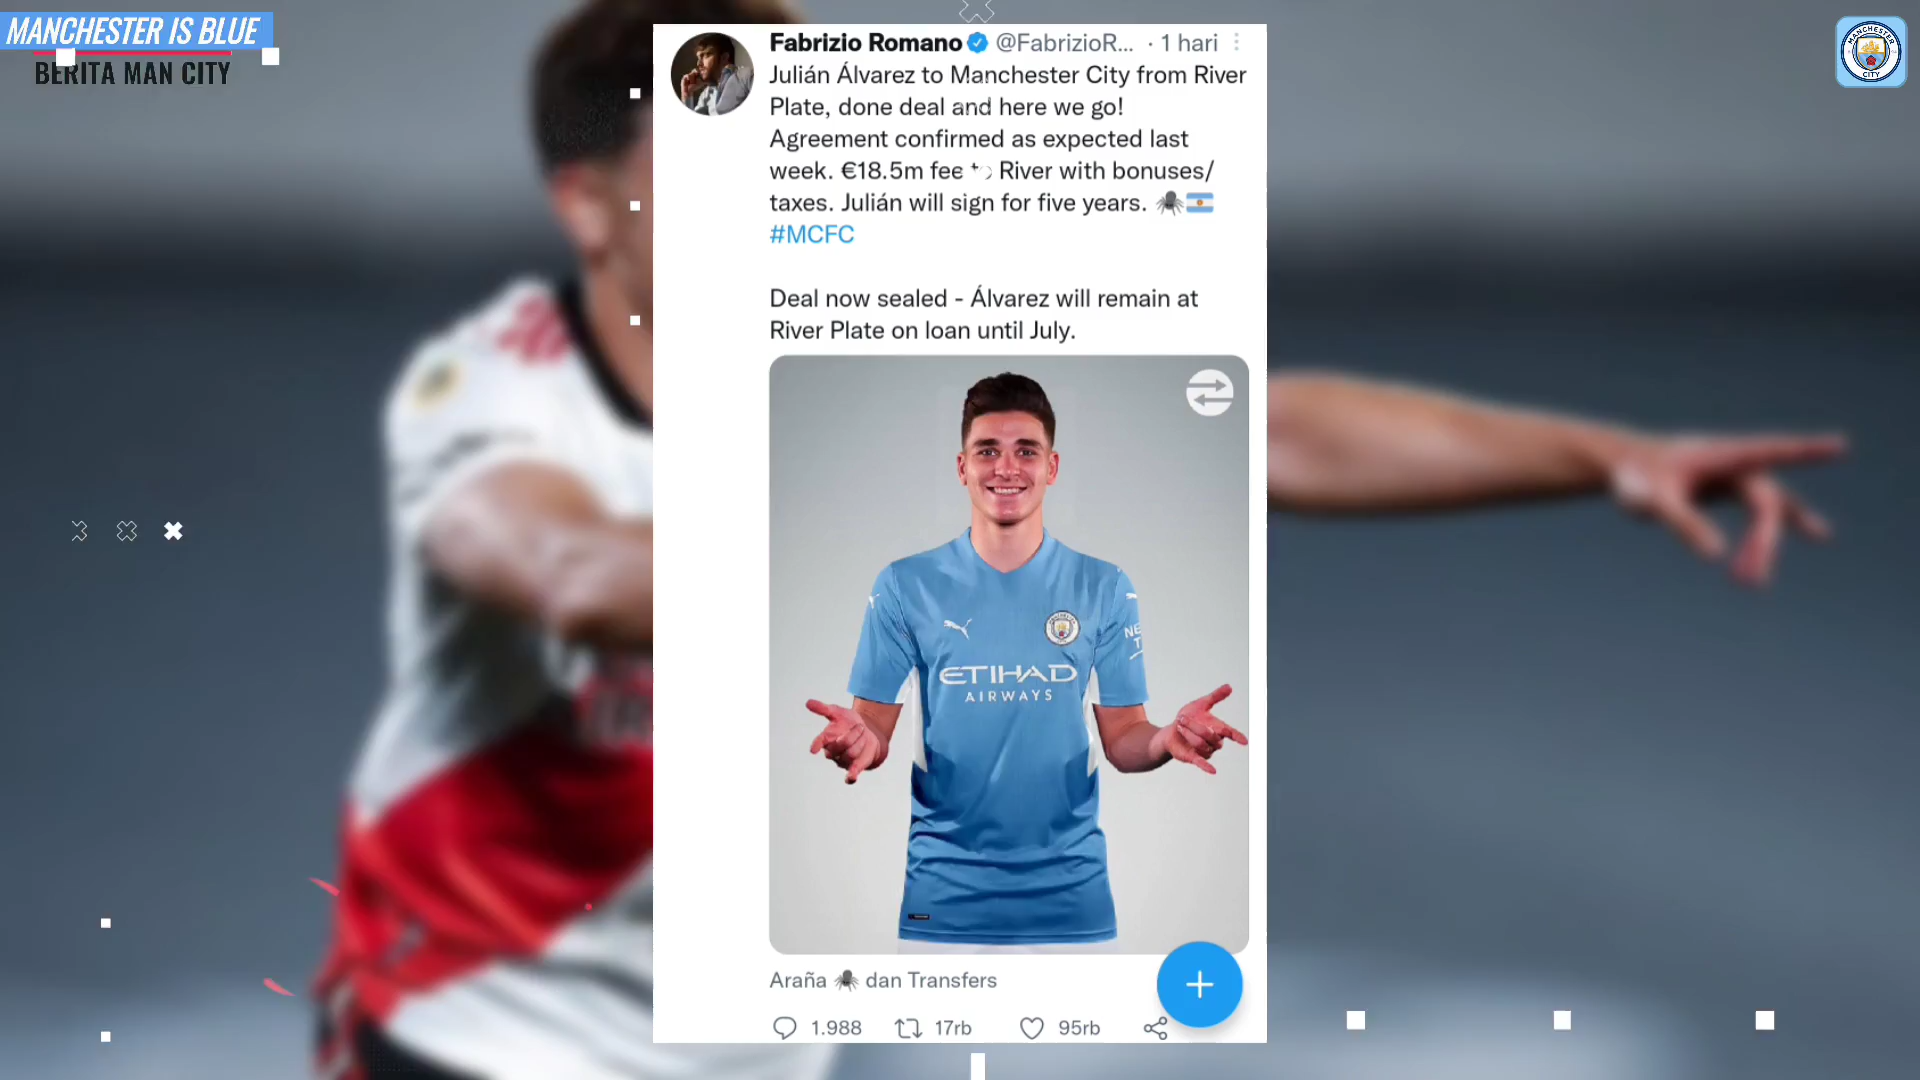 MANCHESTER IS BLUE
BERITA MAN CITY
MANCHESTER
CITY
Fabrizio Romano @FabrizioR... · 1 hari
Julián Álvarez to Manchester City from River
Plate, done deal and here we go!
Agreement confirmed as expected last
week. €18.5m fee to River with bonuses/
taxes. Julián will sign for five years. 🕷🇦🇷
#MCFC
Deal now sealed - Álvarez will remain at
River Plate on loan until July.
ETIHAD
AIRWAYS
Araña 🕷 dan Transfers
1.988 17rb 95rb